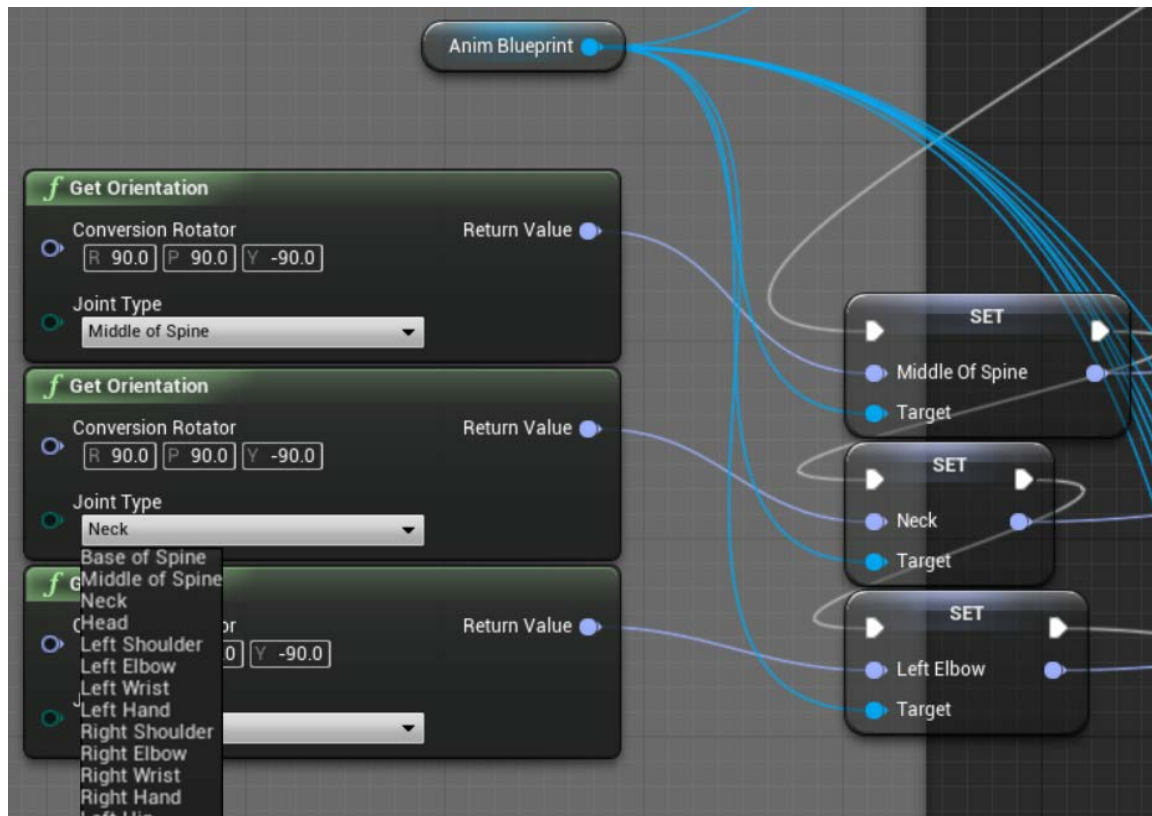 Anim Blueprint
f Get Orientation
Conversion Rotator
Return Value
R 90.0 P 90.0 Y -90.0
Joint Type
Middle of Spine
f Get Orientation
Conversion Rotator
Return Value
R 90.0 P 90.0 Y -90.0
Joint Type
Neck
Base of Spine
Middle of Spine
Neck
Head
Left Shoulder
Left Elbow
Left Wrist
Left Hand
Right Shoulder
Right Elbow
Right Wrist
Right Hand
f G
C or
Return Value
0 Y -90.0
J
SET
Middle Of Spine
Target
SET
Neck
Target
SET
Left Elbow
Target